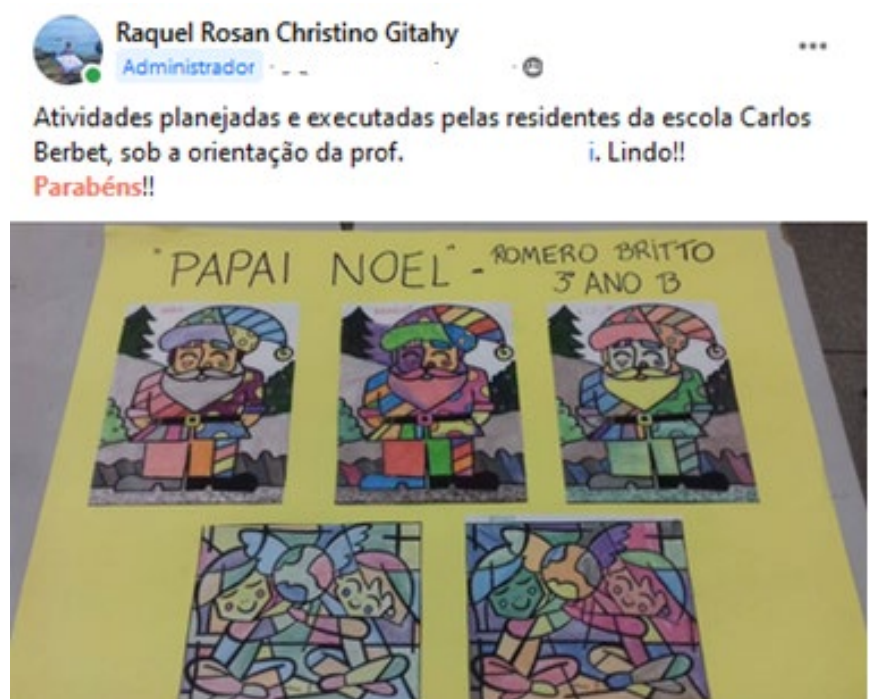 Raquel Rosan Christino Gitahy
Administrador
Atividades planejadas e executadas pelas residentes da escola Carlos
Berbet, sob a orientação da prof. i. Lindo!!
Parabéns!!
"PAPAI NOEL" - ROMERO BRITTO
3º ANO B